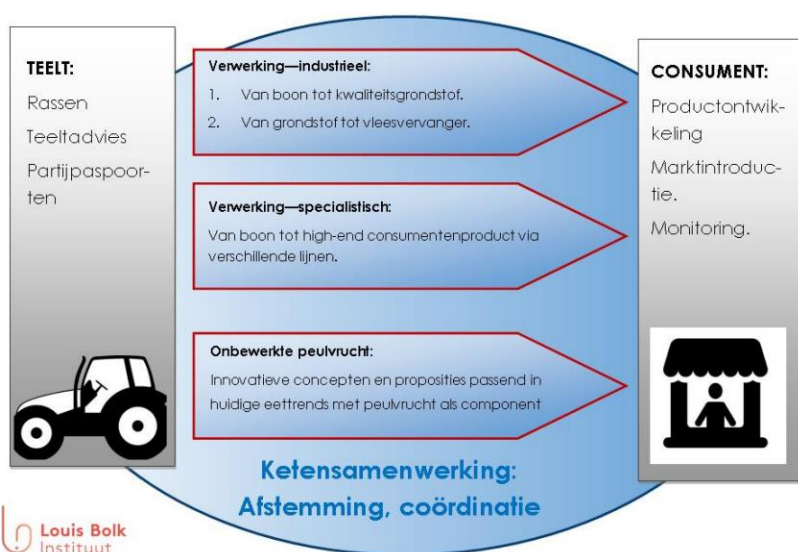 TEELT:
Rassen
Teeltadvies
Partijpaspoor-
ten
Verwerking—industrieel:
1. Van boon tot kwaliteitsgrondstof.
2. Van grondstof tot vleesvervanger.
Verwerking—specialistisch:
Van boon tot high-end consumentenproduct via
verschillende lijnen.
Onbewerkte peulvrucht:
Innovatieve concepten en proposities passend in
huidige eettrends met peulvrucht als component
Ketensamenwerking:
Afstemming, coördinatie
CONSUMENT:
Productontwik-
keling
Marktintroduc-
tie.
Monitoring.
Louis Bolk
Instituut